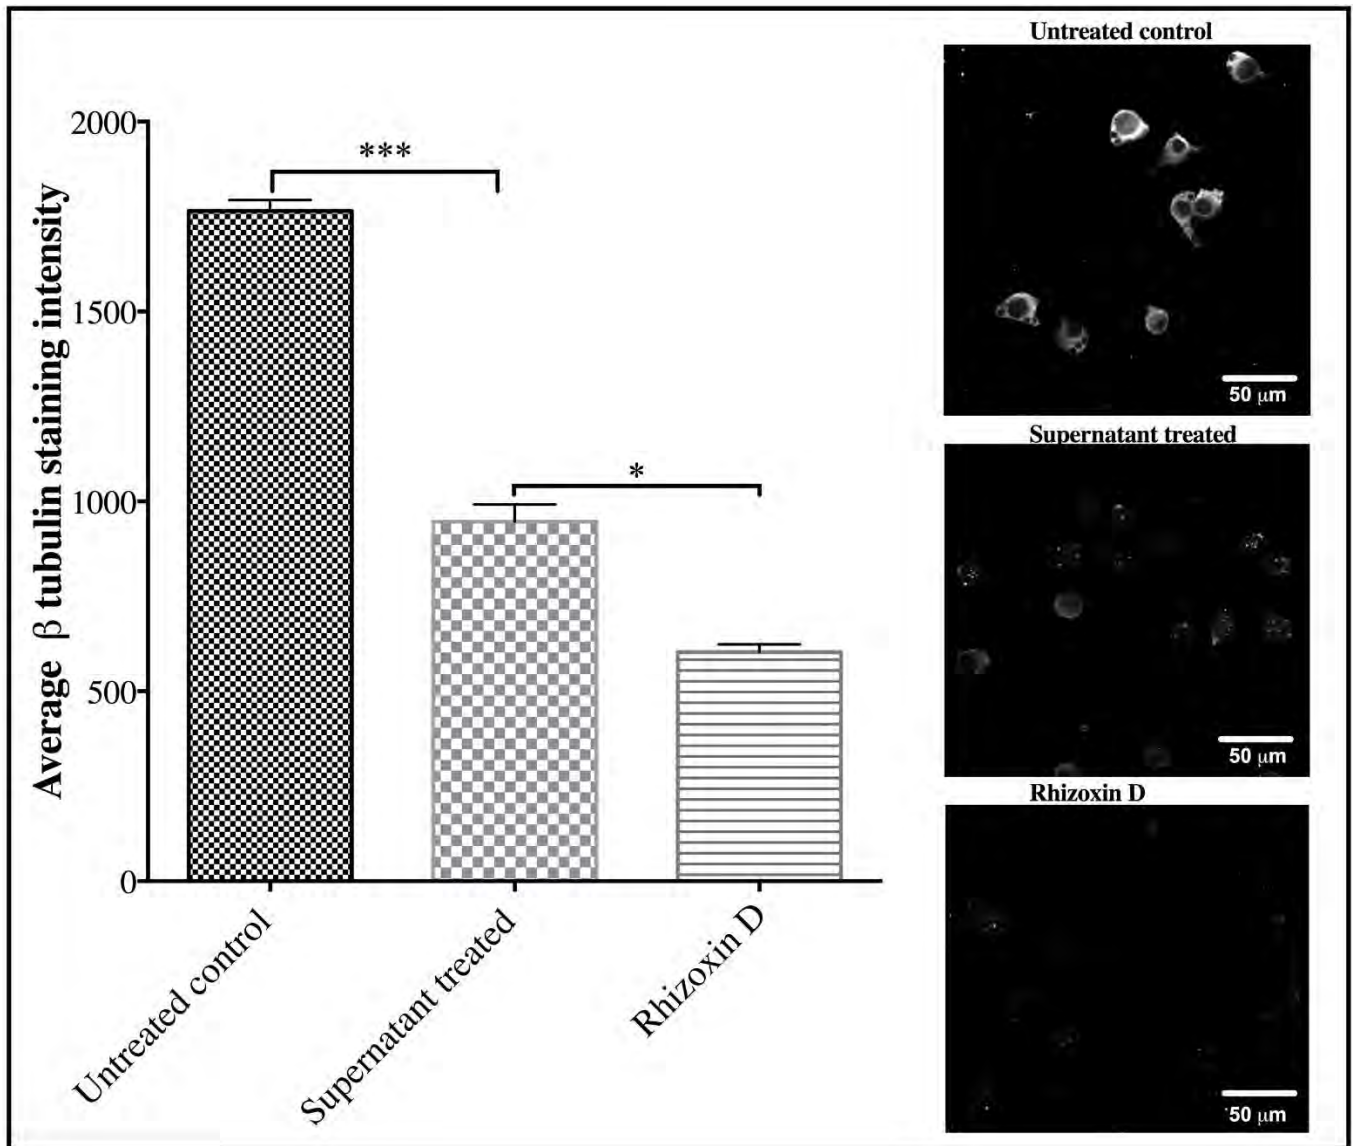 Untreated control
2000
***
1500
Average β tubulin staining intensity
50 μm
Supernatant treated
*
1000
500
50 μm
Rhizoxin D
0
Untreated control
Supernatant treated
Rhizoxin D
50 μm